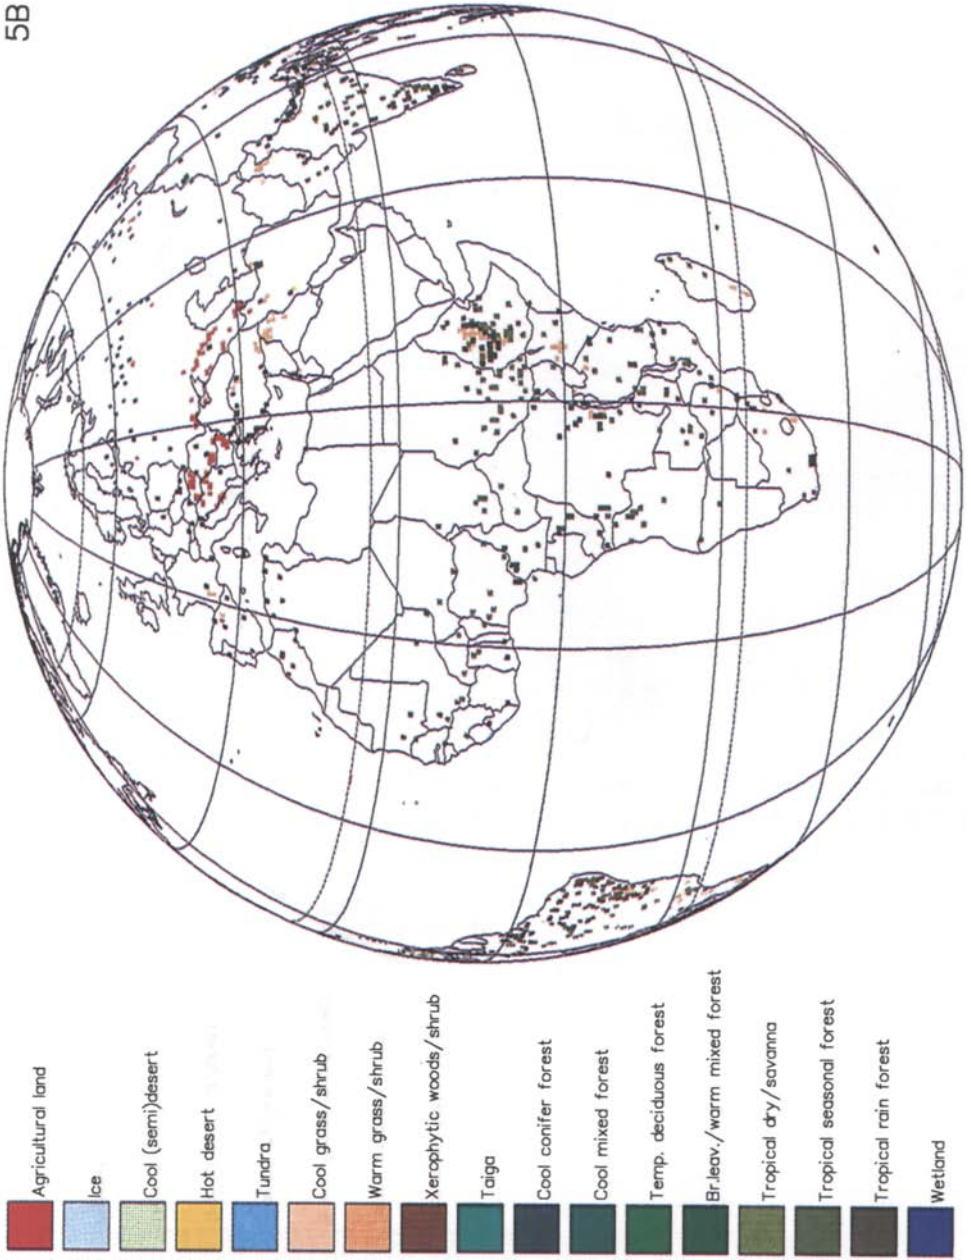 5B
Agricultural land
Ice
Cool (semi)desert
Hot desert
Tundra
Cool grass/shrub
Warm grass/shrub
Xerophytic woods/shrub
Taiga
Cool conifer forest
Cool mixed forest
Temp. deciduous forest
Br.leav./warm mixed forest
Tropical dry/savanna
Tropical seasonal forest
Tropical rain forest
Wetland